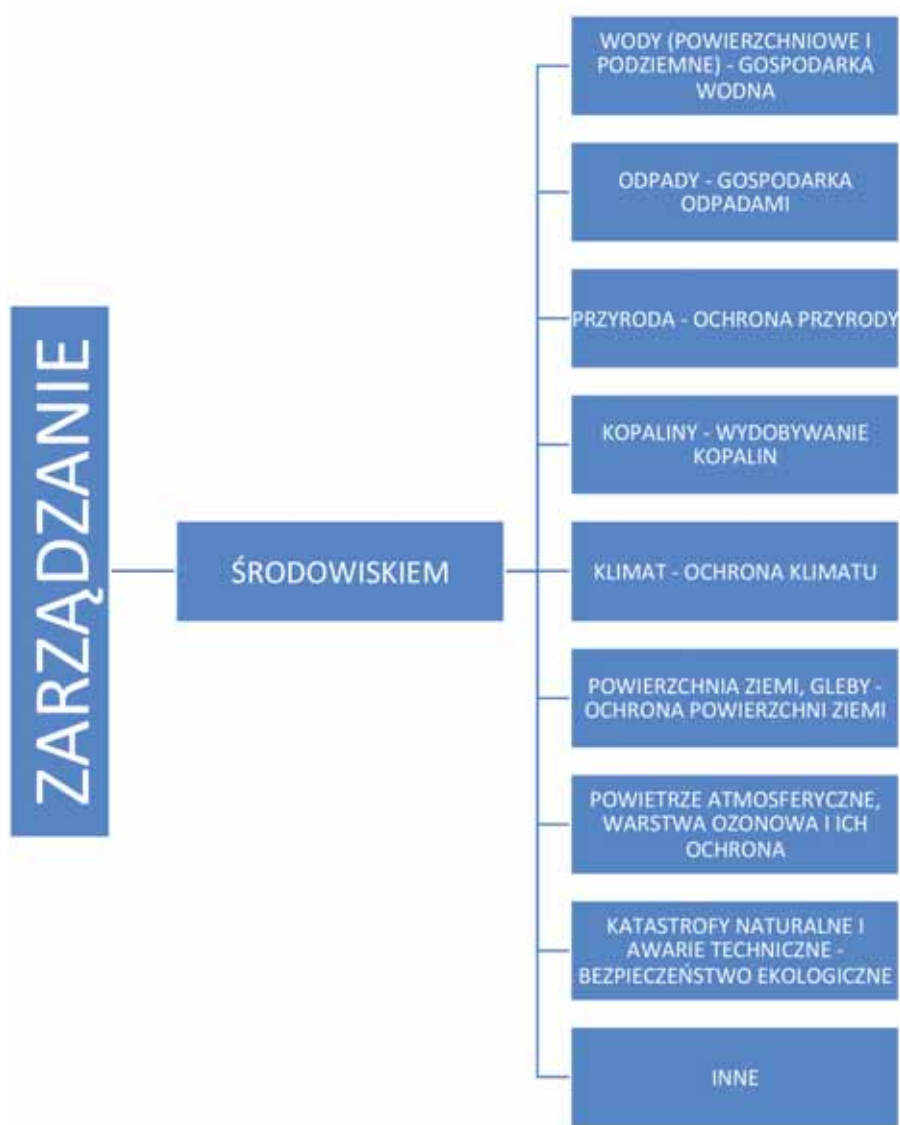 ZARZĄDZANIE
ŚRODOWISKIEM
WODY (POWIERZCHNIOWE I
PODZIEMNE) - GOSPODARKA
WODNA
ODPADY - GOSPODARKA
ODPADAMI
PRZYRODA - OCHRONA PRZYRODY
KOPALINY - WYDOBYWANIE
KOPALIN
KLIMAT - OCHRONA KLIMATU
POWIERZCHNIA ZIEMI, GLEBY -
OCHRONA POWIERZCHNI ZIEMI
POWIETRZE ATMOSFERYCZNE,
WARSTWA OZONOWA I ICH
OCHRONA
KATASTROFY NATURALNE I
AWARIE TECHNICZNE -
BEZPIECZEŃSTWO EKOLOGICZNE
INNE